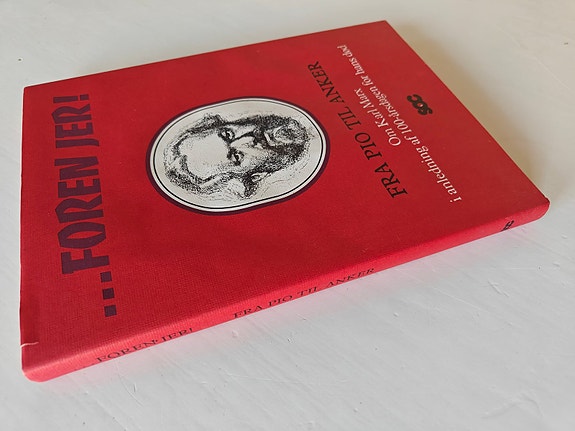 ...FOREN JER!
FRA PIO TIL ANKER
Om Karl Marx
i anledning af 100-årsdagen for hans død
SOC
FOREN JER! FRA PIO TIL ANKER